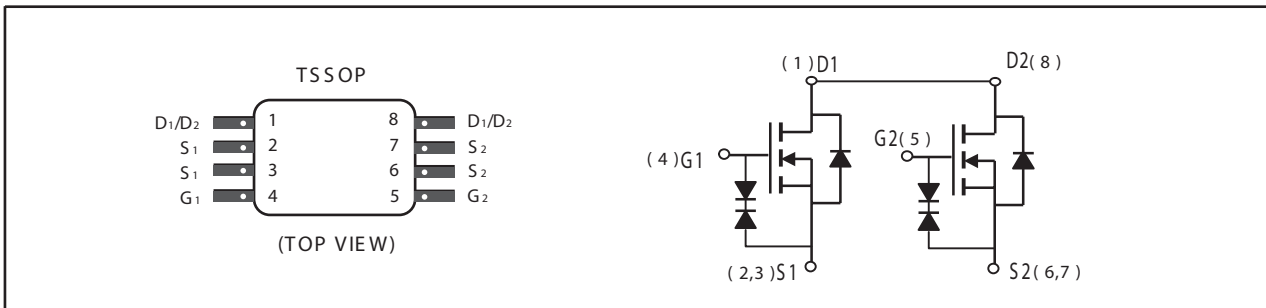 TSSOP
D1/D2 1 8 D1/D2
S1 2 7 S2
S1 3 6 S2
G1 4 5 G2
(TOP VIEW)
(1)D1 D2(8)
(4)G1 G2(5)
(2,3)S1 S2(6,7)